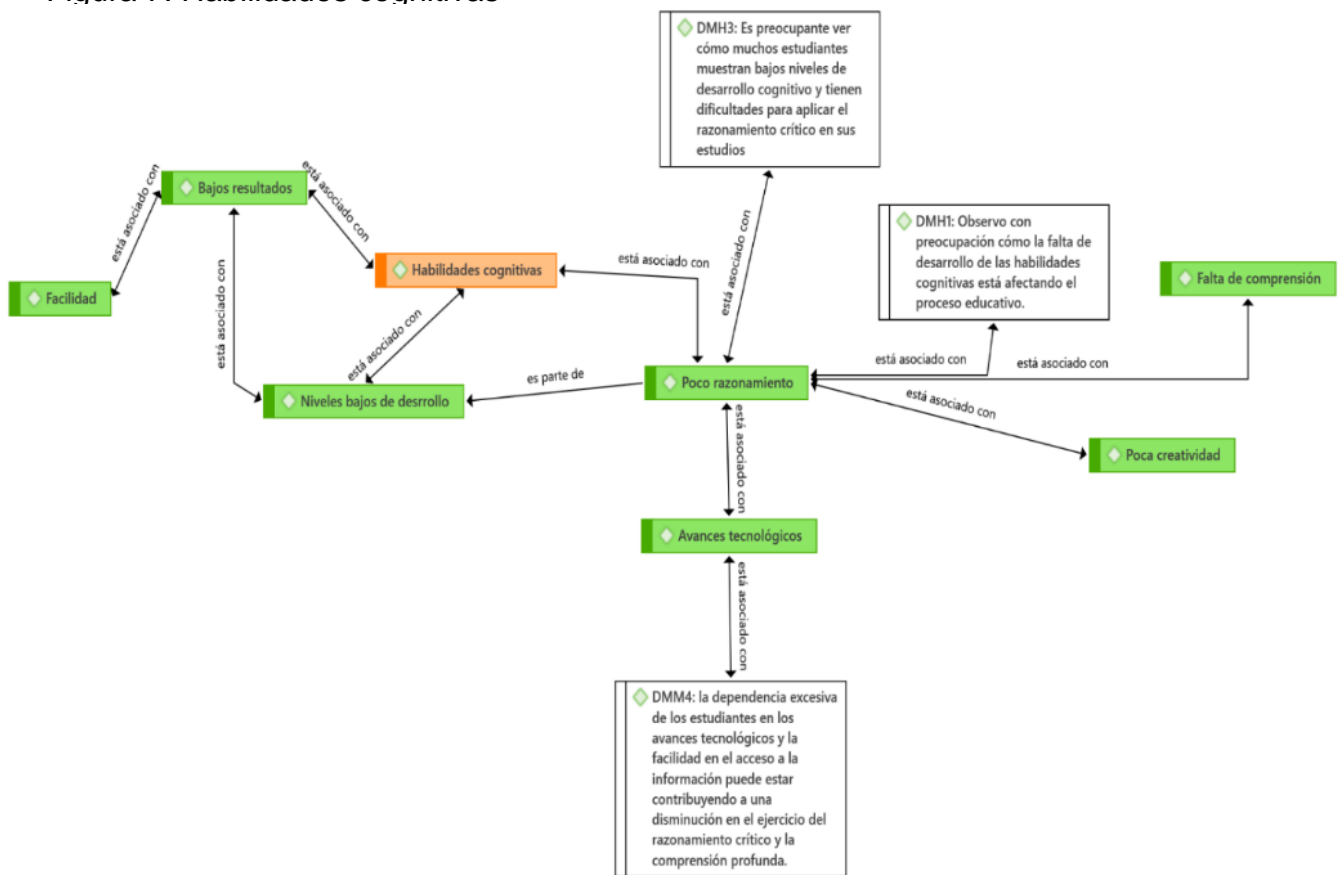 DMH3: Es preocupante ver
cómo muchos estudiantes
muestran bajos niveles de
desarrollo cognitivo y tienen
dificultades para aplicar el
razonamiento crítico en sus
estudios
está asociado con
Bajos resultados
está asociado con
está asociado con
DMH1: Observo con
preocupación cómo la falta de
desarrollo de las habilidades
cognitivas está afectando el
proceso educativo.
Habilidades cognitivas
está asociado con
Falta de comprensión
Facilidad
está asociado con
está asociado con
está asociado con
está asociado con
Niveles bajos de desrrollo
es parte de
Poco razonamiento
está asociado con
está asociado con
Poca creatividad
Avances tecnológicos
está asociado con
DMM4: la dependencia excesiva
de los estudiantes en los
avances tecnológicos y la
facilidad en el acceso a la
información puede estar
contribuyendo a una
disminución en el ejercicio del
razonamiento crítico y la
comprensión profunda.